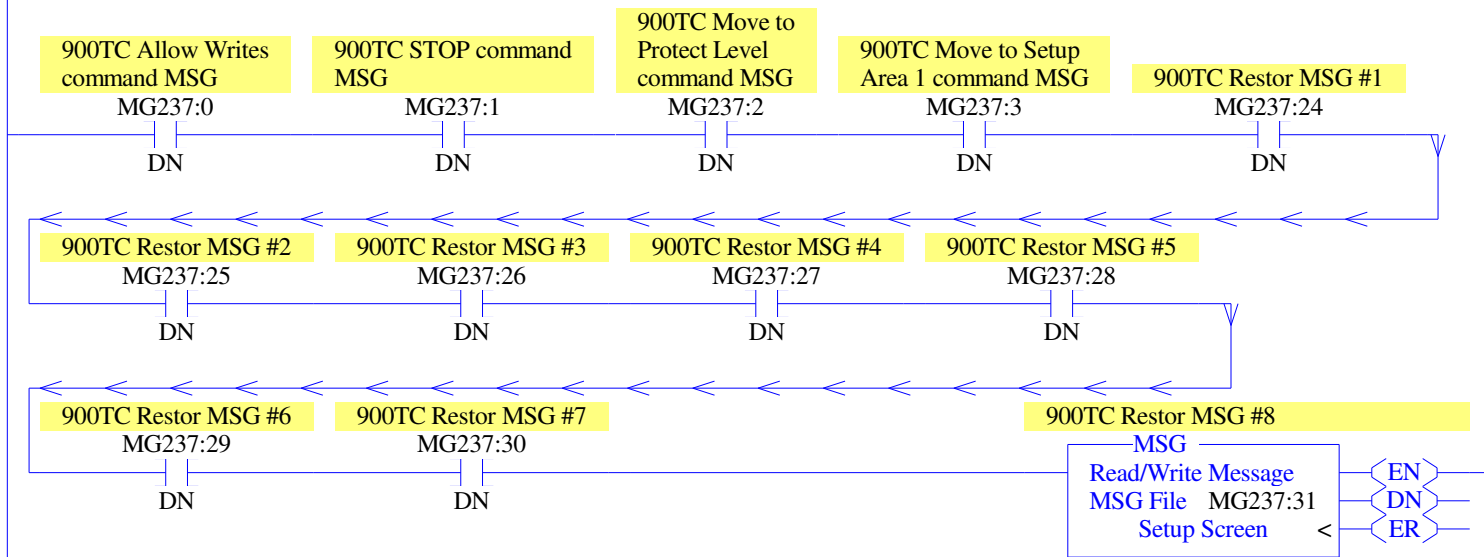 900TC Allow Writes
command MSG
MG237:0
DN
900TC STOP command
MSG
MG237:1
DN
900TC Move to
Protect Level
command MSG
MG237:2
DN
900TC Move to Setup
Area 1 command MSG
MG237:3
DN
900TC Restor MSG #1
MG237:24
DN
900TC Restor MSG #2
MG237:25
DN
900TC Restor MSG #3
MG237:26
DN
900TC Restor MSG #4
MG237:27
DN
900TC Restor MSG #5
MG237:28
DN
900TC Restor MSG #6
MG237:29
DN
900TC Restor MSG #7
MG237:30
DN
900TC Restor MSG #8
MSG
Read/Write Message
MSG File MG237:31
Setup Screen <
EN
DN
ER